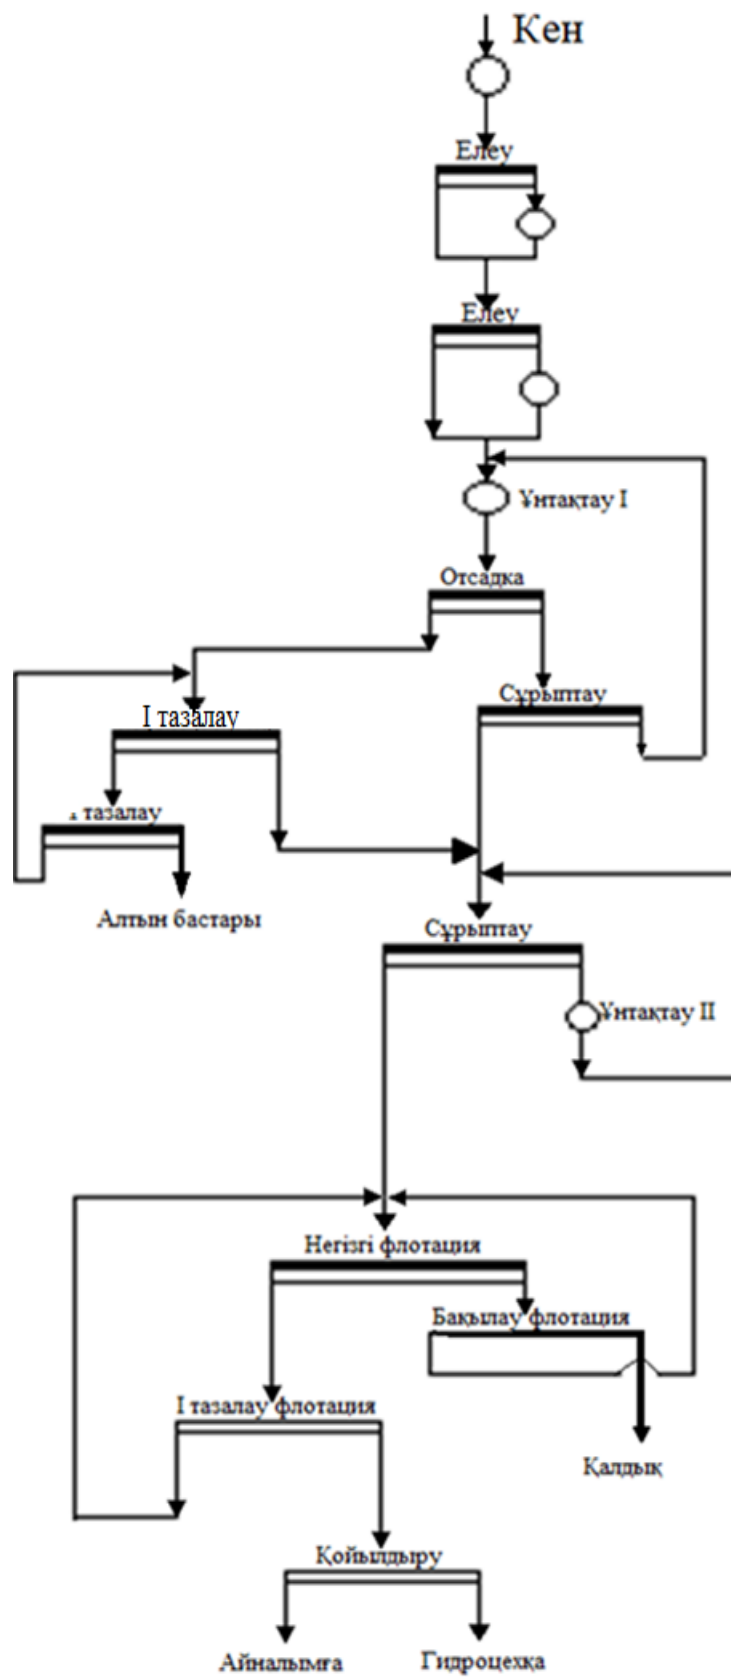 Кен
Елеу
Елеу
Ұнтақтау I
Отсадка
Сұрыптау
I тазалау
тазалау
Алтын бастары
Сұрыптау
Ұнтақтау II
Негізгі флотация
Бақылау флотация
I тазалау флотация
Қалдық
Қойылдыру
Айналымға
Гидроцехқа